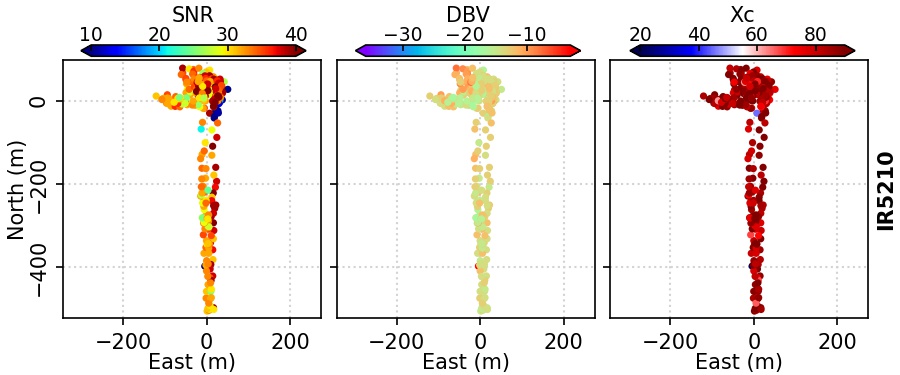 SNR DBV Xc
10 20 30 40 −30 −20 −10 20 40 60 80
0
−200
−400
North (m)
IR5210
−200 0 200 −200 0 200 −200 0 200
East (m) East (m) East (m)